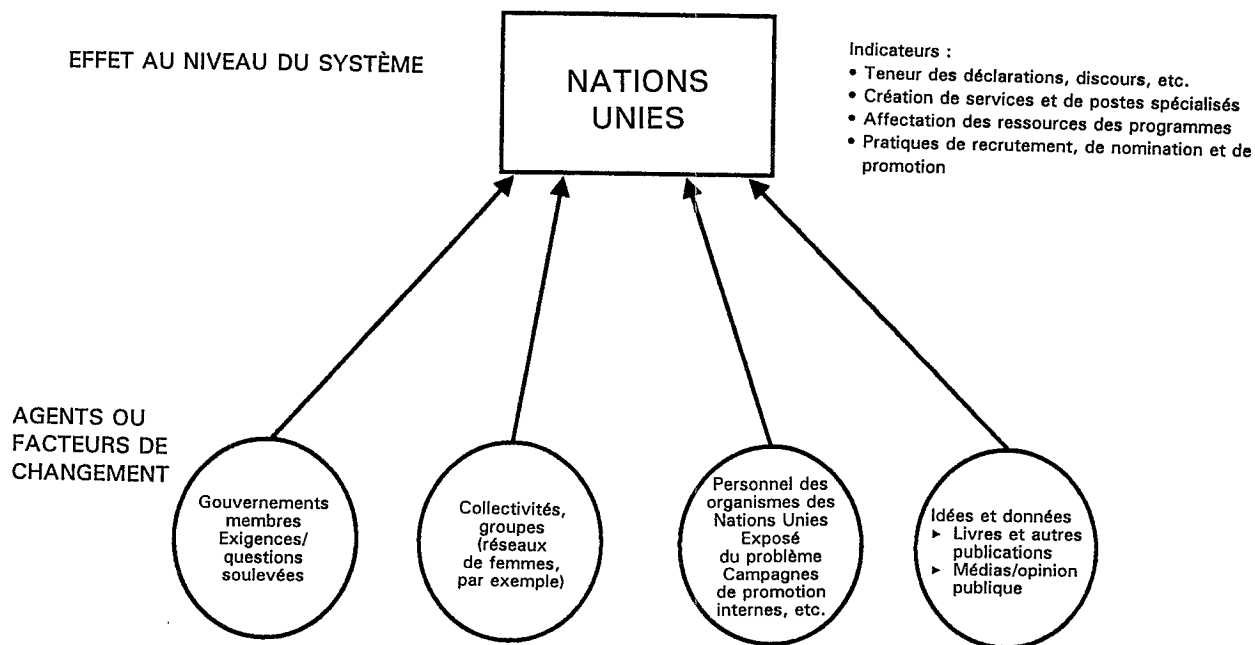 EFFET AU NIVEAU DU SYSTÈME
NATIONS
UNIES
Indicateurs :
• Teneur des déclarations, discours, etc.
• Création de services et de postes spécialisés
• Affectation des ressources des programmes
• Pratiques de recrutement, de nomination et de
promotion
AGENTS OU
FACTEURS DE
CHANGEMENT
Gouvernements
membres
Exigences/
questions
soulevées
Collectivités,
groupes
(réseaux
de femmes,
par exemple)
Personnel des
organismes des
Nations Unies
Exposé
du problème
Campagnes
de promotion
internes, etc.
Idées et données
► Livres et autres
publications
► Médias/opinion
publique